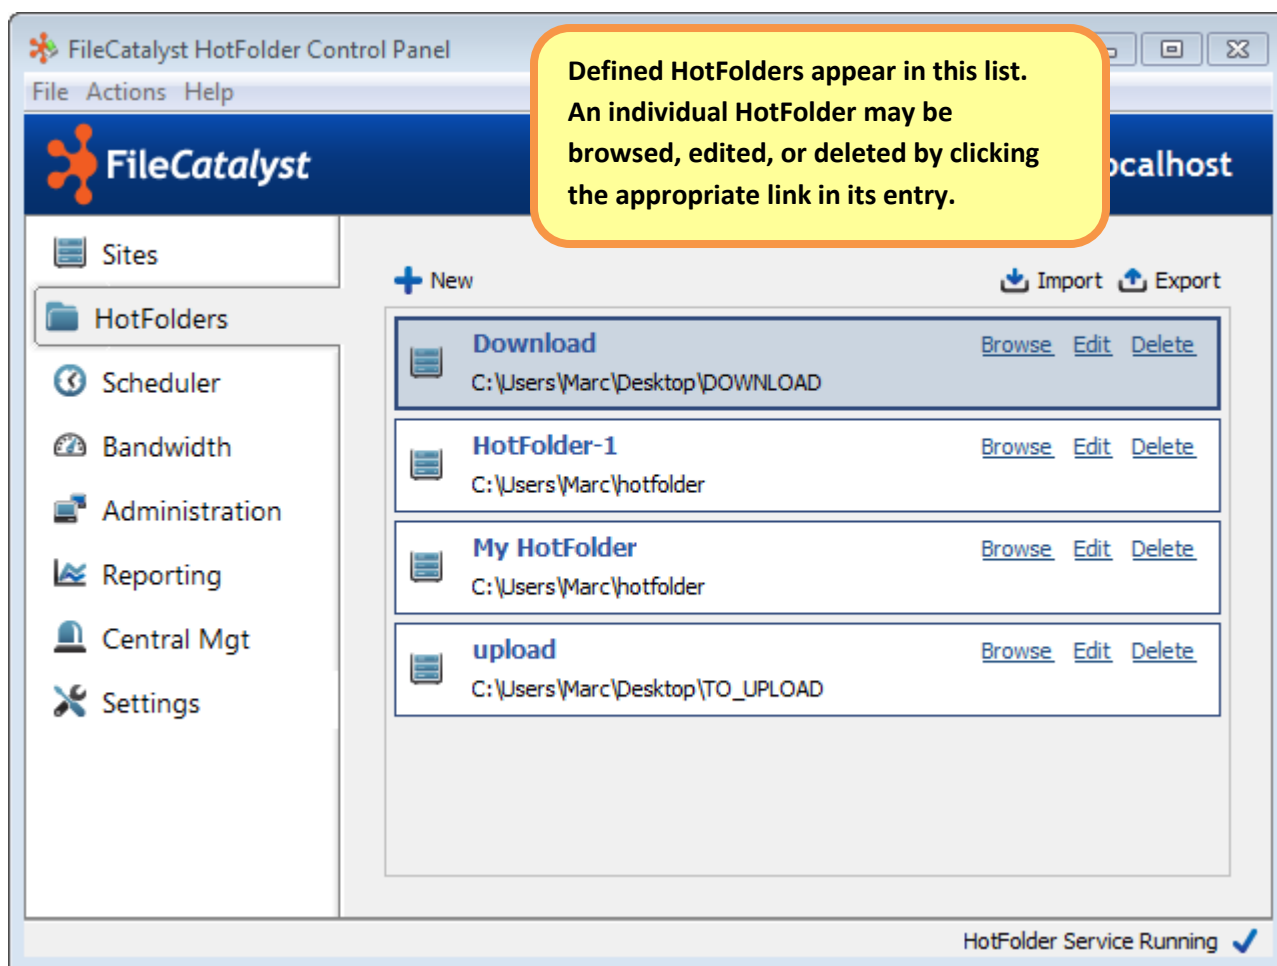 FileCatalyst HotFolder Control Panel
File Actions Help
Defined HotFolders appear in this list.
An individual HotFolder may be
browsed, edited, or deleted by clicking
the appropriate link in its entry.
FileCatalyst
ocalhost
Sites
HotFolders
Scheduler
Bandwidth
Administration
Reporting
Central Mgt
Settings
New
Import Export
Download Browse Edit Delete
C:\Users\Marc\Desktop\DOWNLOAD
HotFolder-1 Browse Edit Delete
C:\Users\Marc\hotfolder
My HotFolder Browse Edit Delete
C:\Users\Marc\hotfolder
upload Browse Edit Delete
C:\Users\Marc\Desktop\TO_UPLOAD
HotFolder Service Running